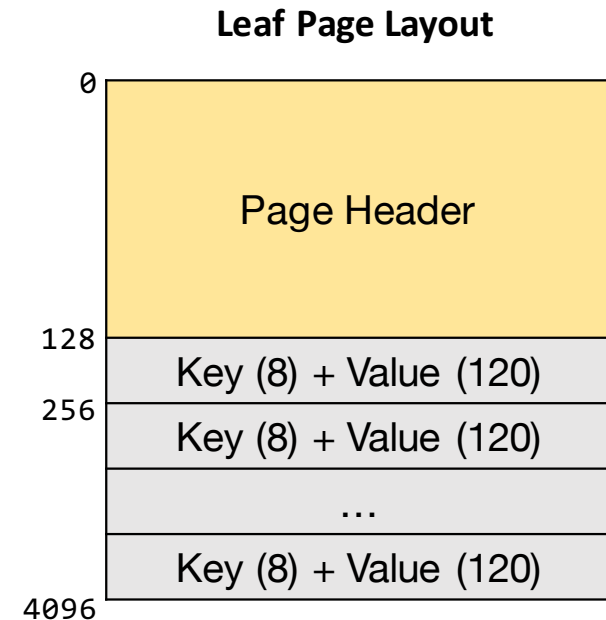 Leaf Page Layout
0
Page Header
128
Key (8) + Value (120)
256
Key (8) + Value (120)
...
Key (8) + Value (120)
4096